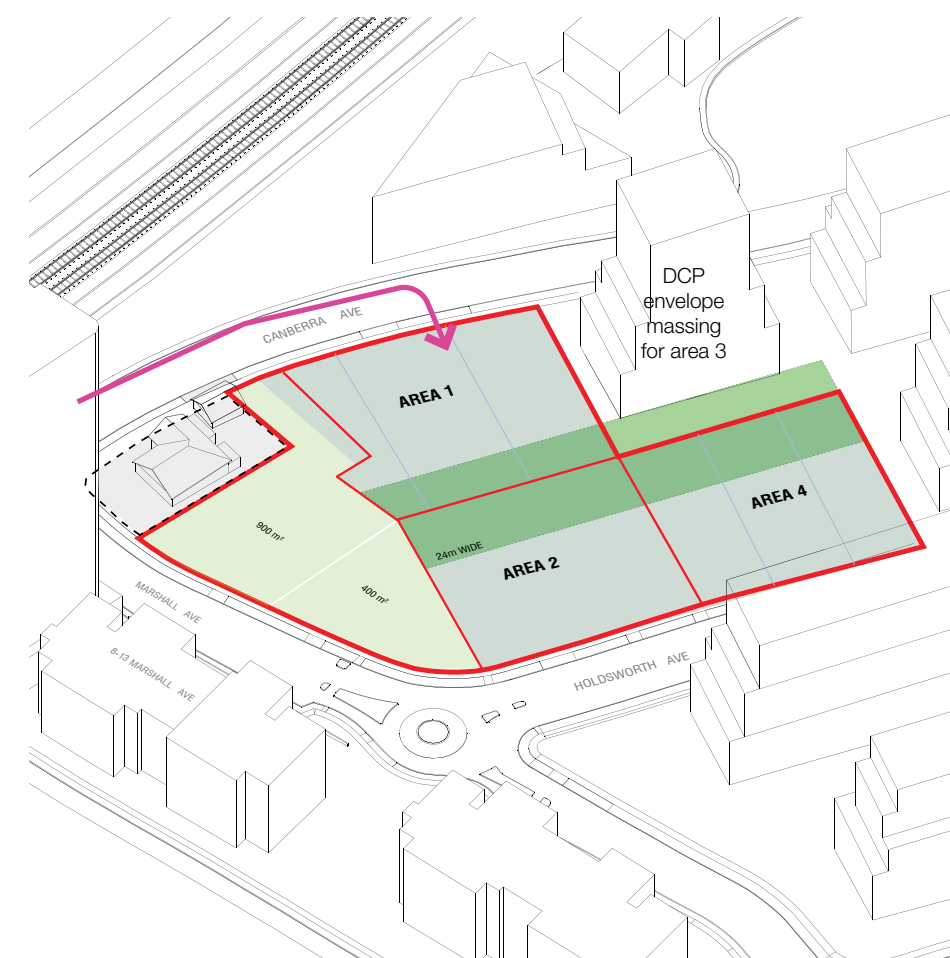 DCP
envelope
massing
for area 3
CANBERRA AVE
AREA 1
AREA 4
900 m²
24m WIDE
AREA 2
400 m²
MARSHALL AVE
8-13 MARSHALL AVE
HOLDSWORTH AVE